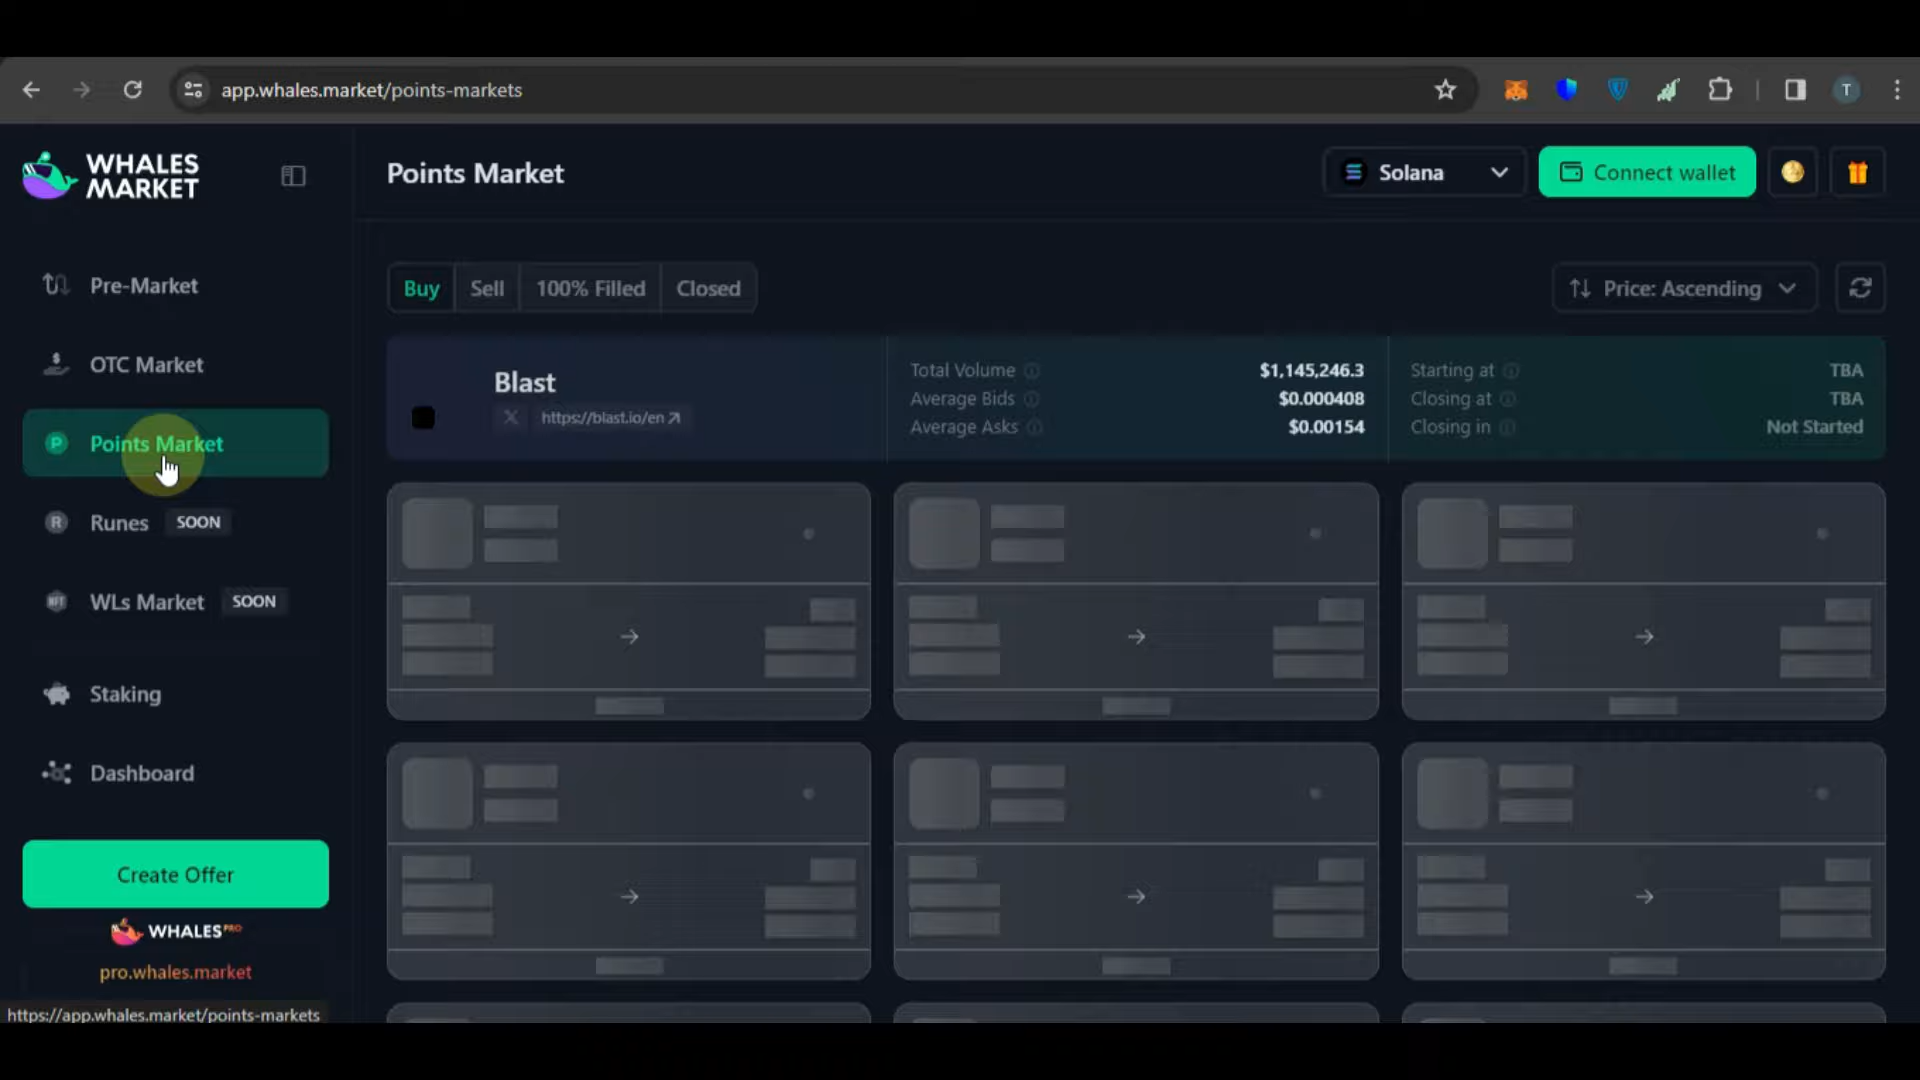 app.whales.market/points-markets
T
WHALES
MARKET
Points Market
Solana
Connect wallet
Pre-Market
OTC Market
P
Points Market
R
Runes
SOON
NFT
WLs Market
SOON
Staking
Dashboard
Create Offer
WHALES PRO
pro.whales.market
https://app.whales.market/points-markets
Buy
Sell
100% Filled
Closed
Price: Ascending
Blast
https://blast.io/en
Total Volume
$1,145,246.3
Average Bids
$0.000408
Average Asks
$0.00154
Starting at
TBA
Closing at
TBA
Closing in
Not Started